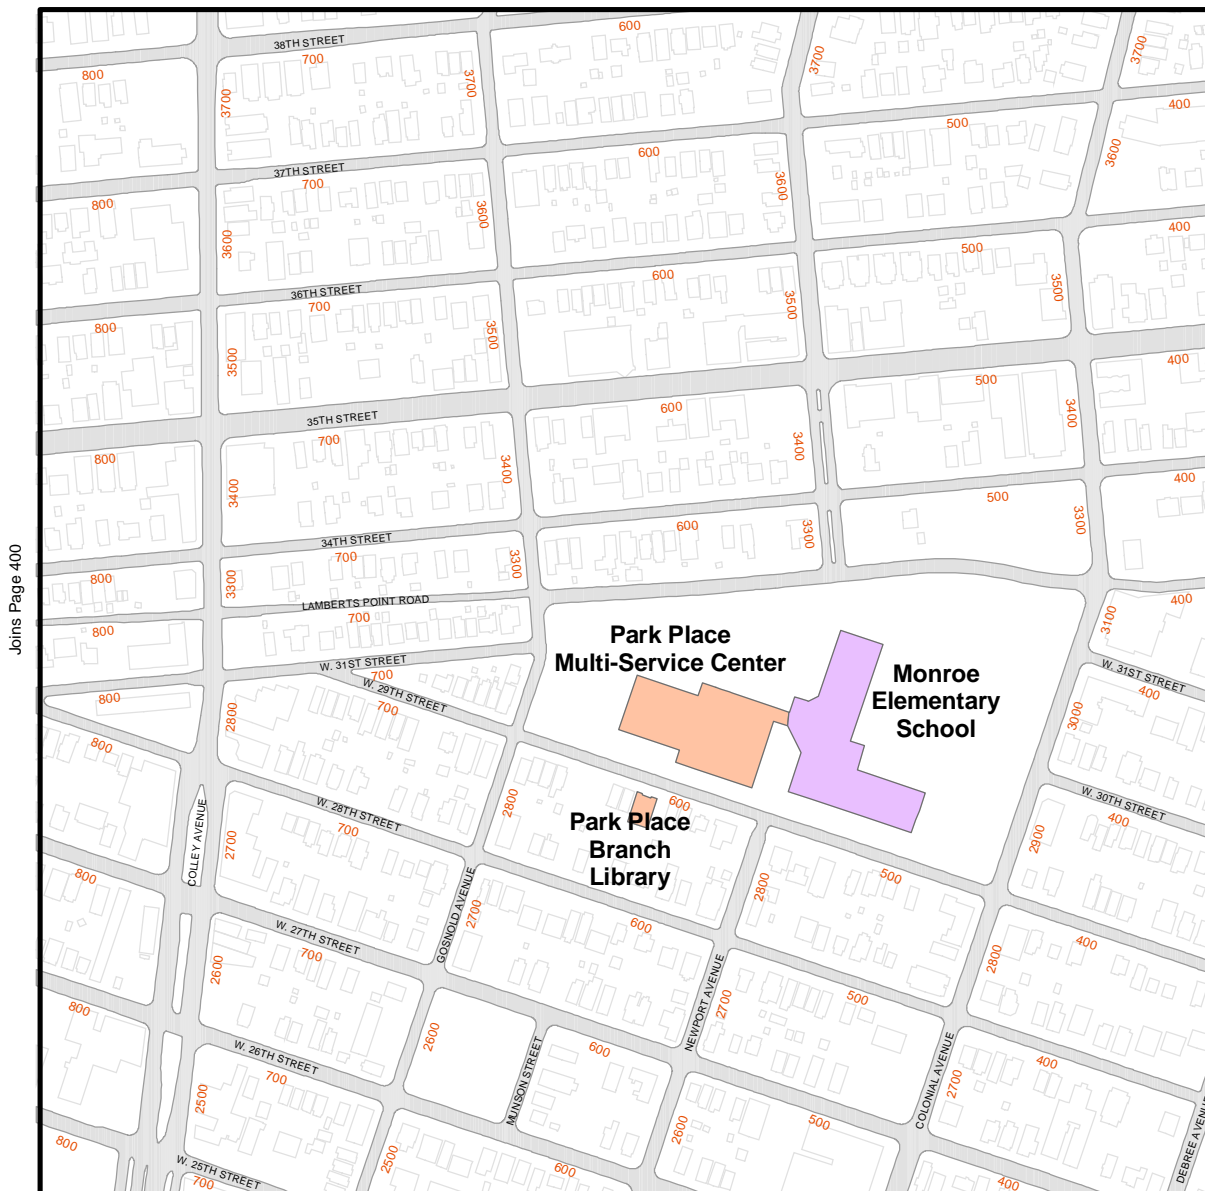 600
38TH STREET
700
800
3700
3700
3700
3700
400
500
600
3600
37TH STREET
700
800
3600
3600
3600
400
500
600
36TH STREET
700
800
3500
3500
3500
3500
400
500
600
35TH STREET
700
800
3400
3400
3400
3400
400
500
600
34TH STREET
700
800
3300
3300
3300
3300
Joins Page 400
LAMBERTS POINT ROAD
700
800
400
3100
Park Place
Multi-Service Center
Monroe
Elementary
School
W. 31ST STREET
700
800
W. 31ST STREET
400
W. 29TH STREET
700
800
2800
3000
W. 30TH STREET
400
600
2800
Park Place
Branch
Library
W. 28TH STREET
700
COLLEY AVENUE
2700
2900
800
500
2800
GOSNOLD AVENUE
2700
600
W. 27TH STREET
700
400
2800
2600
800
NEWPORT AVENUE
2700
500
2600
MUNSON STREET
600
W. 26TH STREET
700
COLONIAL AVENUE
400
2700
2500
2600
500
800
DEBREE AVENUE
W. 25TH STREET
700
2500
600
400